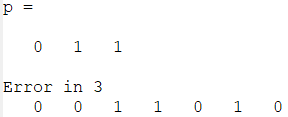 p =
0 1 1
Error in 3
0 0 1 1 0 1 0